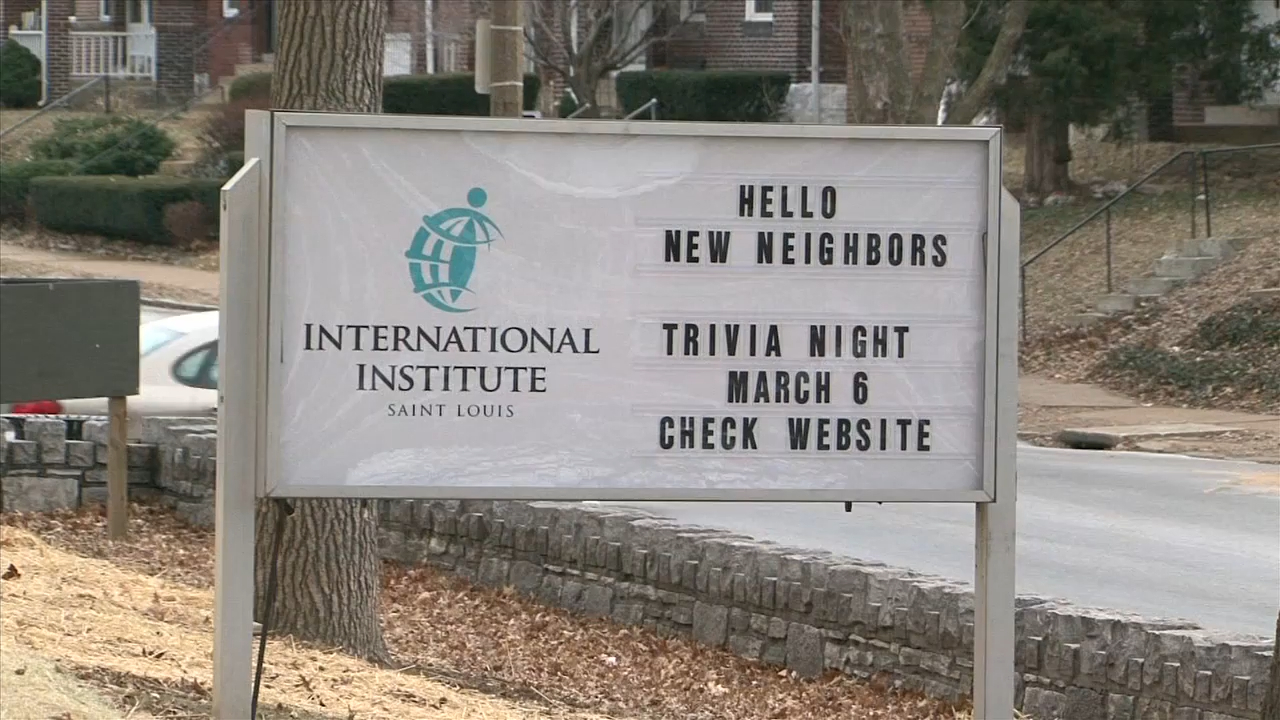 INTERNATIONAL
INSTITUTE
SAINT LOUIS
HELLO
NEW NEIGHBORS
TRIVIA NIGHT
MARCH 6
CHECK WEBSITE